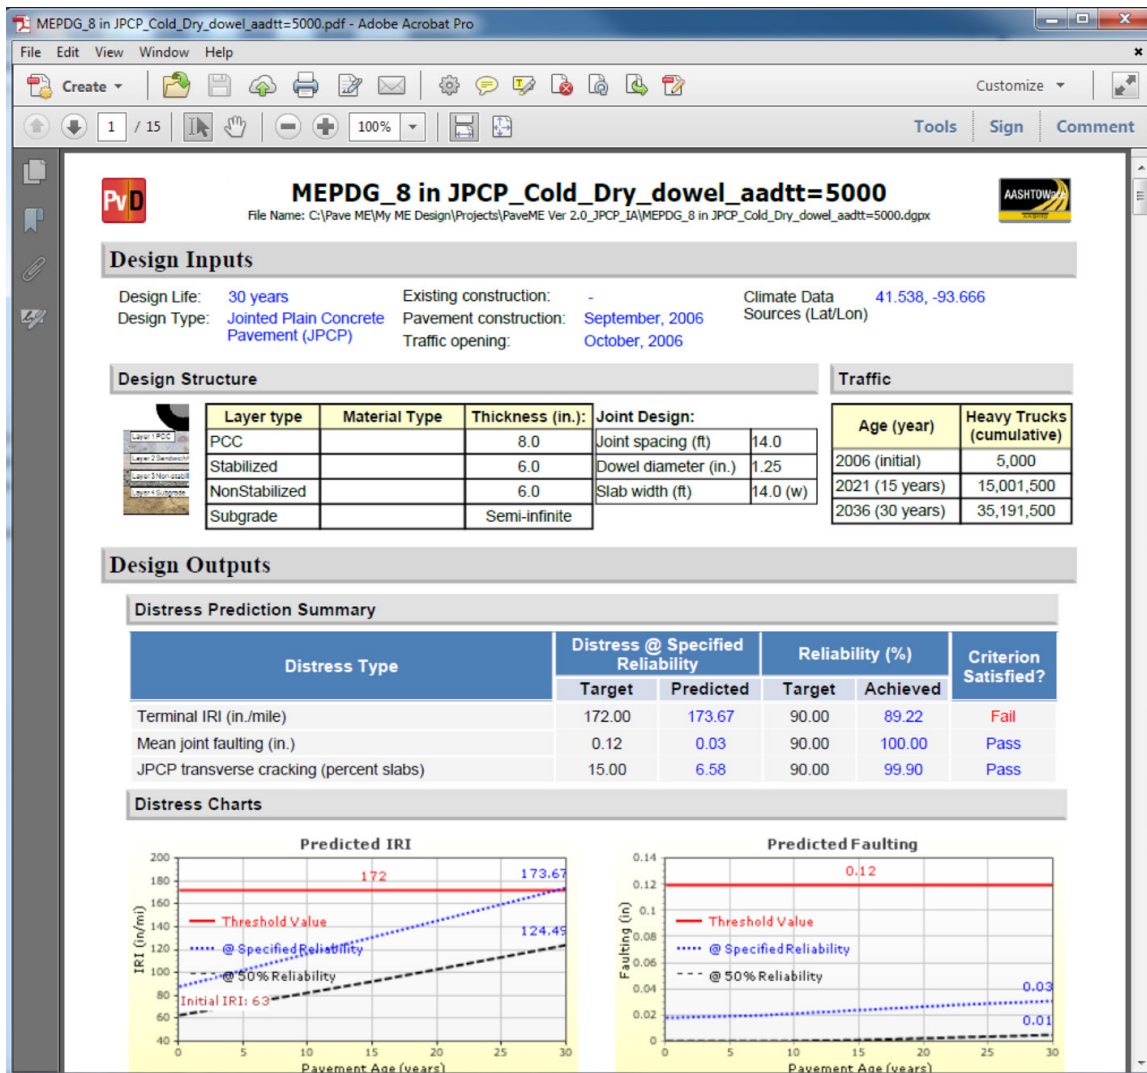 MEPDG_8 in JPCP_Cold_Dry_dowel_aadtt=5000.pdf - Adobe Acrobat Pro
File Edit View Window Help
Create
Customize
1 / 15
100%
Tools Sign Comment
PvD
MEPDG_8 in JPCP_Cold_Dry_dowel_aadtt=5000
File Name: C:\Pave ME\My ME Design\Projects\PaveME Ver 2.0_JPCP_IA\MEPDG_8 in JPCP_Cold_Dry_dowel_aadtt=5000.dgpx
AASHTOWare
Design Inputs
Design Life: 30 years Existing construction: - Climate Data 41.538, -93.666
Design Type: Jointed Plain Concrete Pavement construction: September, 2006 Sources (Lat/Lon)
Pavement (JPCP) Traffic opening: October, 2006
Design Structure
Layer 1 PCC
Layer 4 Subgrade
Layer type Material Type Thickness (in.): Joint Design:
PCC 8.0 Joint spacing (ft) 14.0
Stabilized 6.0 Dowel diameter (in.) 1.25
NonStabilized 6.0 Slab width (ft) 14.0 (w)
Subgrade Semi-infinite
Traffic
Age (year) Heavy Trucks
(cumulative)
2006 (initial) 5,000
2021 (15 years) 15,001,500
2036 (30 years) 35,191,500
Design Outputs
Distress Prediction Summary
Distress Type Distress @ Specified Reliability (%) Criterion
Reliability Satisfied?
Target Predicted Target Achieved
Terminal IRI (in./mile) 172.00 173.67 90.00 89.22 Fail
Mean joint faulting (in.) 0.12 0.03 90.00 100.00 Pass
JPCP transverse cracking (percent slabs) 15.00 6.58 90.00 99.90 Pass
Distress Charts
Predicted IRI
200
180
160
140
120
100
80
60
40
IRI (in/mi)
172
173.67
Threshold Value
@ Specified Reliability
124.49
@ 50% Reliability
Initial IRI: 63
0 5 10 15 20 25 30
Pavement Age (years)
Predicted Faulting
0.14
0.12
0.1
0.08
0.06
0.04
0.02
0
Faulting (in)
0.12
Threshold Value
@ Specified Reliability
@ 50% Reliability
0.03
0.01
0 5 10 15 20 25 30
Pavement Age (years)